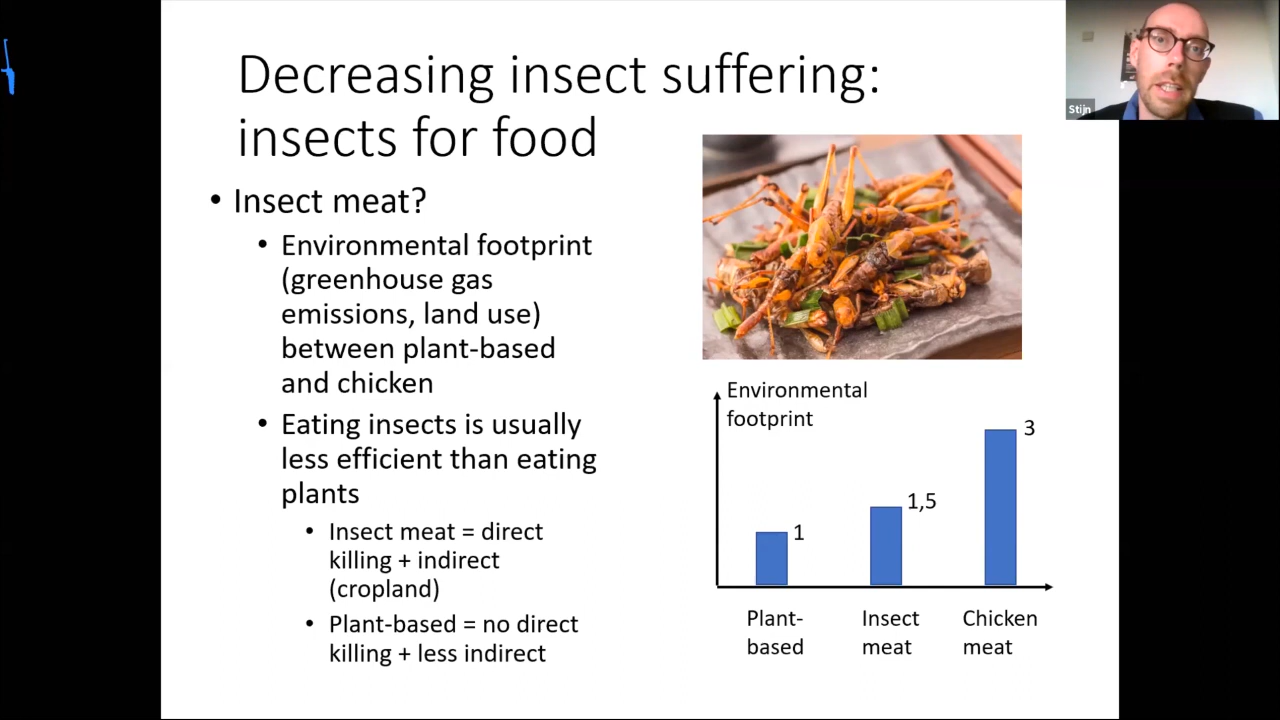 Decreasing insect suffering:
insects for food
• Insect meat?
• Environmental footprint
(greenhouse gas
emissions, land use)
between plant-based
and chicken
• Eating insects is usually
less efficient than eating
plants
• Insect meat = direct
killing + indirect
(cropland)
• Plant-based = no direct
killing + less indirect
Environmental
footprint
1
1,5
3
Plant-
based
Insect
meat
Chicken
meat
Stijn